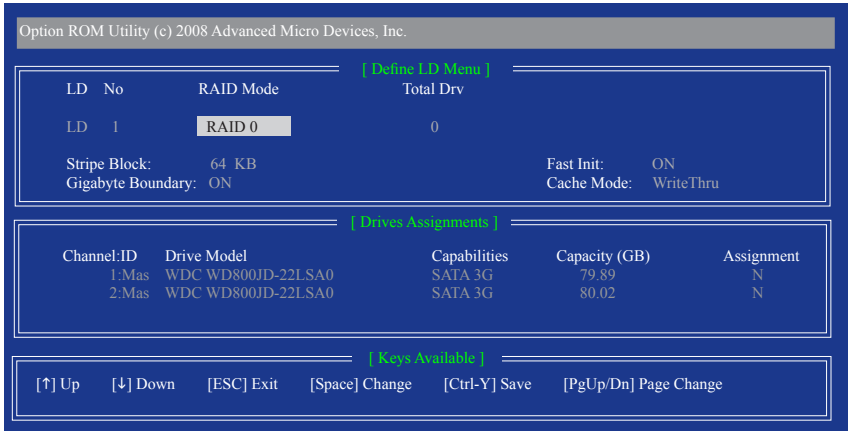 Option ROM Utility (c) 2008 Advanced Micro Devices, Inc.
[ Define LD Menu ]
LD No RAID Mode Total Drv
LD 1 RAID 0 0
Stripe Block: 64 KB Fast Init: ON
Gigabyte Boundary: ON Cache Mode: WriteThru
[ Drives Assignments ]
Channel:ID Drive Model Capabilities Capacity (GB) Assignment
1:Mas WDC WD800JD-22LSA0 SATA 3G 79.89 N
2:Mas WDC WD800JD-22LSA0 SATA 3G 80.02 N
[ Keys Available ]
[↑] Up [↓] Down [ESC] Exit [Space] Change [Ctrl-Y] Save [PgUp/Dn] Page Change